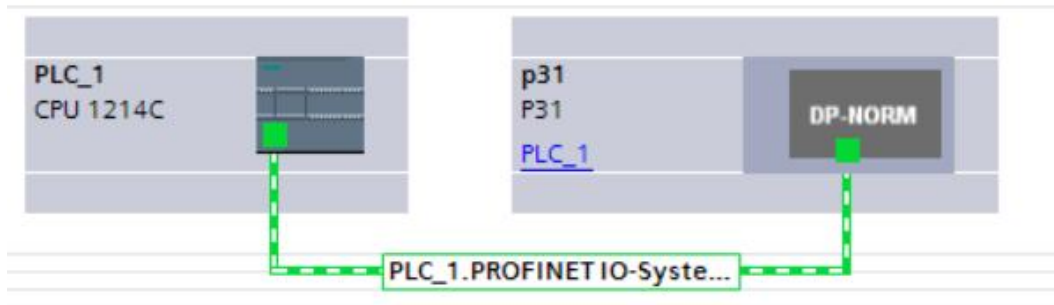 PLC_1
CPU 1214C
p31
P31
PLC_1
DP-NORM
PLC_1.PROFINET IO-Syste...